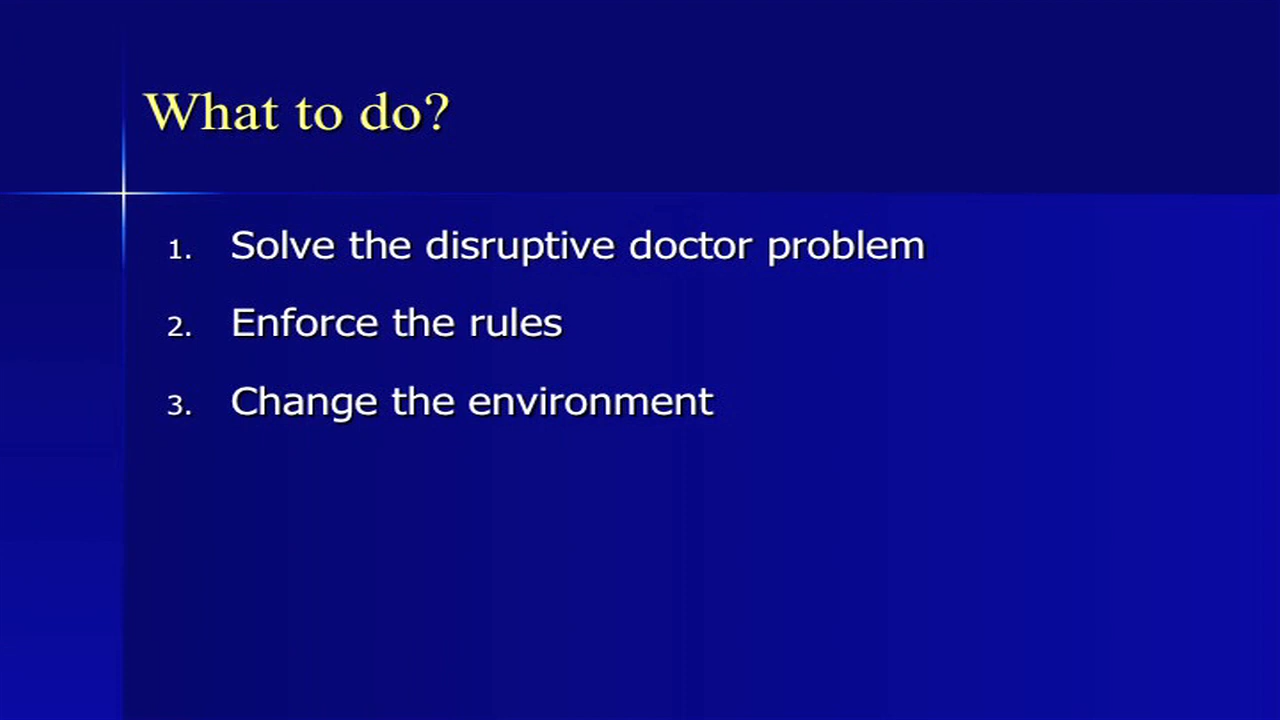 What to do?
1. Solve the disruptive doctor problem
2. Enforce the rules
3. Change the environment